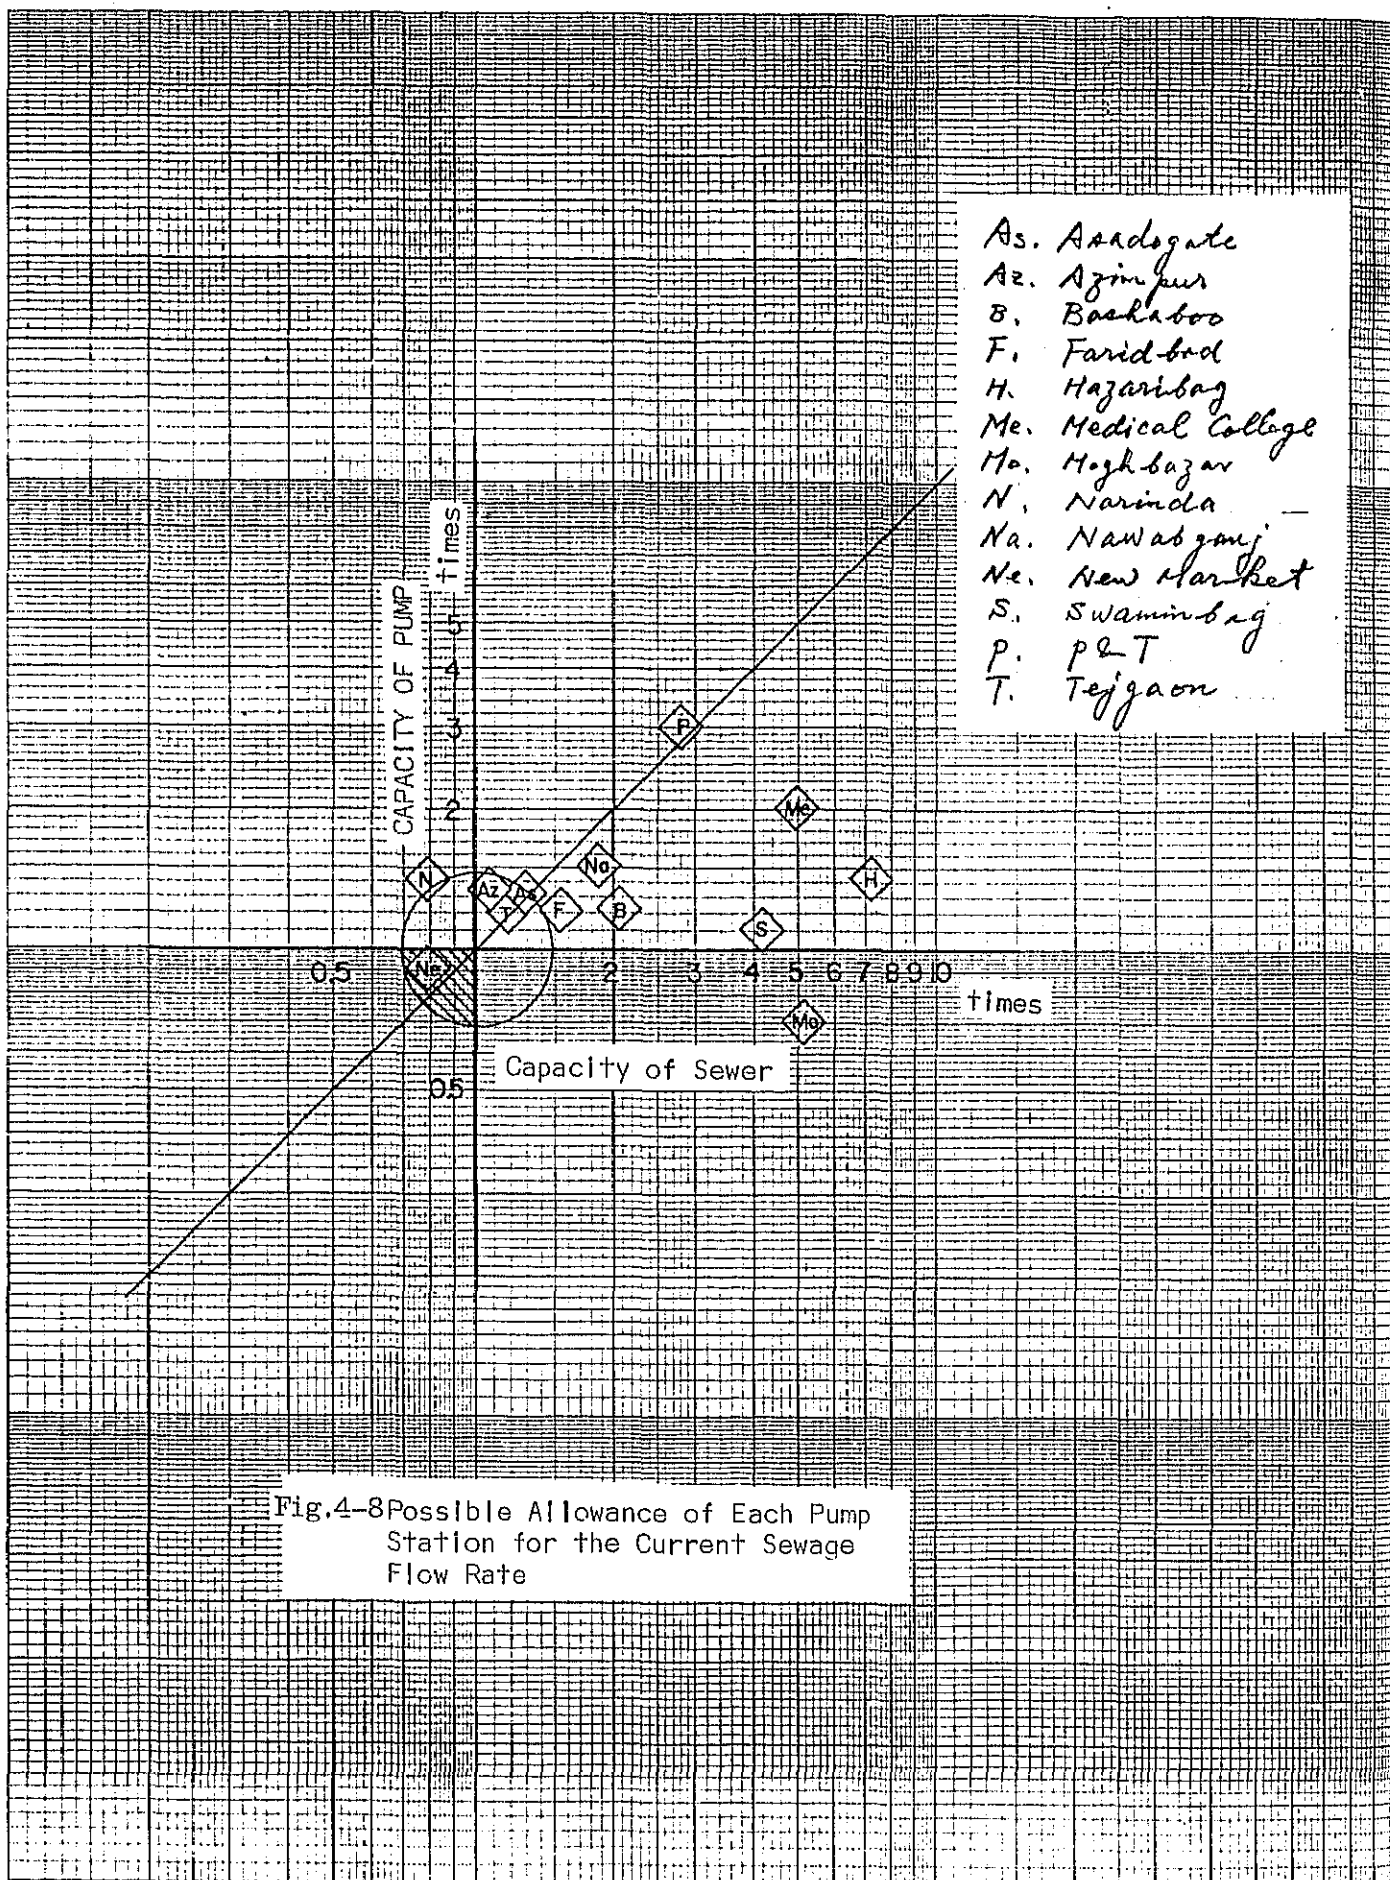 As. Asadogate
Az. Azimpur
B. Bashaboo
F. Faridbad
H. Hazaribag
Me. Medical College
Mo. Moghbazar
N. Narinda
Na. Nawabganj
Ne. New Market
S. Swaminbag
P. P&T
T. Tejgaon
CAPACITY OF PUMP
times
5
4
3
2
P
Me
Na
H
N
Az
As
T
F
B
S
Ne
0.5
2
3
4
5
6
7
8
9
10
times
Mo
Capacity of Sewer
0.5
Fig.4-8 Possible Allowance of Each Pump
Station for the Current Sewage
Flow Rate